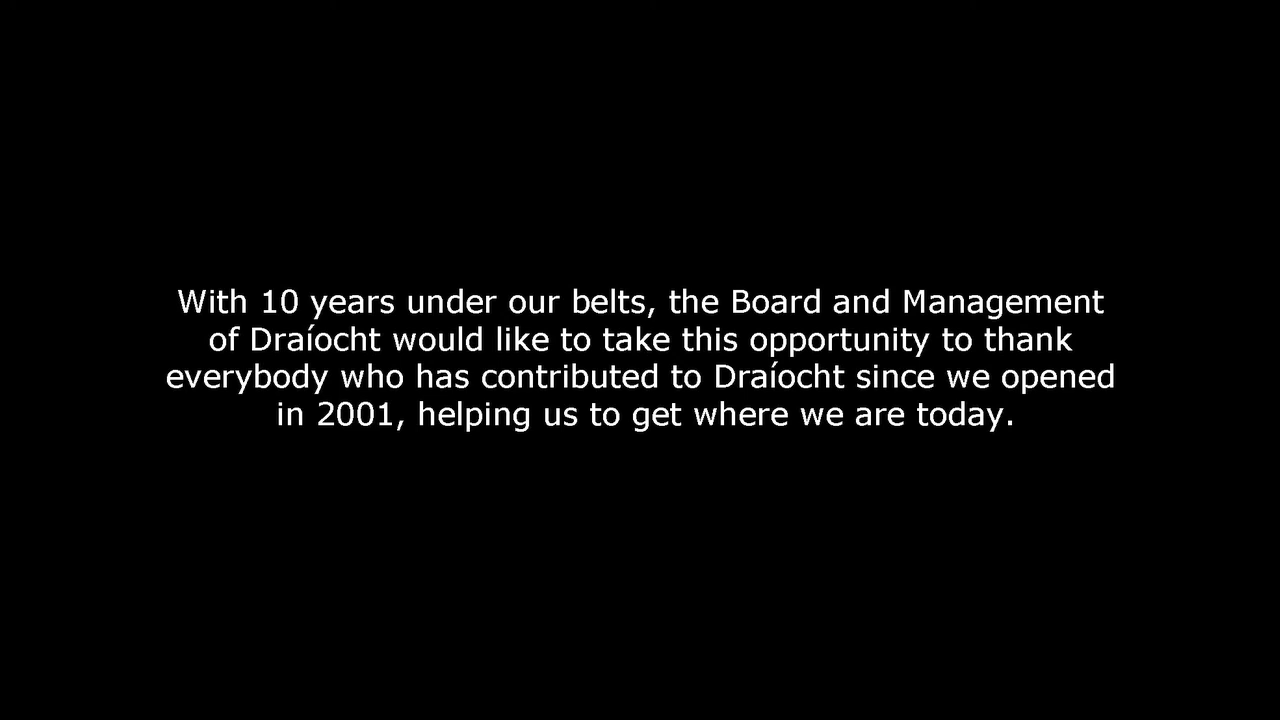 With 10 years under our belts, the Board and Management
of Draíocht would like to take this opportunity to thank
everybody who has contributed to Draíocht since we opened
in 2001, helping us to get where we are today.